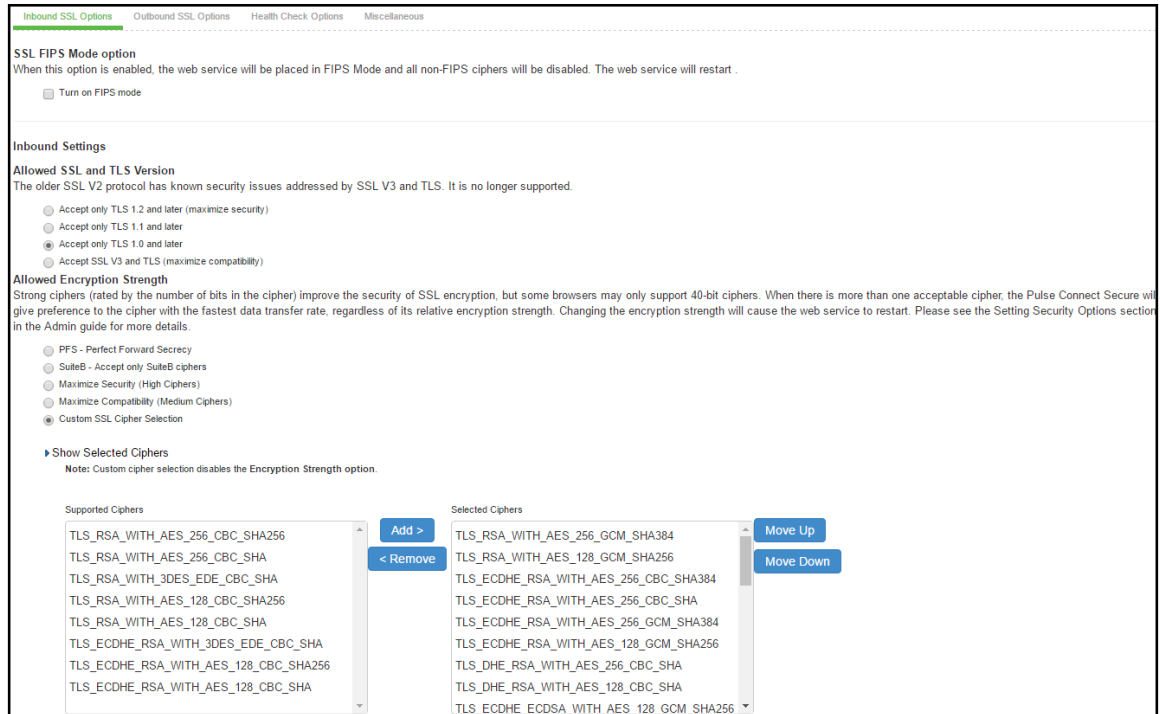 Inbound SSL Options Outbound SSL Options Health Check Options Miscellaneous
SSL FIPS Mode option
When this option is enabled, the web service will be placed in FIPS Mode and all non-FIPS ciphers will be disabled. The web service will restart .
Turn on FIPS mode
Inbound Settings
Allowed SSL and TLS Version
The older SSL V2 protocol has known security issues addressed by SSL V3 and TLS. It is no longer supported.
Accept only TLS 1.2 and later (maximize security)
Accept only TLS 1.1 and later
Accept only TLS 1.0 and later
Accept SSL V3 and TLS (maximize compatibility)
Allowed Encryption Strength
Strong ciphers (rated by the number of bits in the cipher) improve the security of SSL encryption, but some browsers may only support 40-bit ciphers. When there is more than one acceptable cipher, the Pulse Connect Secure will
give preference to the cipher with the fastest data transfer rate, regardless of its relative encryption strength. Changing the encryption strength will cause the web service to restart. Please see the Setting Security Options section
in the Admin guide for more details.
PFS - Perfect Forward Secrecy
SuiteB - Accept only SuiteB ciphers
Maximize Security (High Ciphers)
Maximize Compatibility (Medium Ciphers)
Custom SSL Cipher Selection
Show Selected Ciphers
Note: Custom cipher selection disables the Encryption Strength option.
Supported Ciphers
TLS_RSA_WITH_AES_256_CBC_SHA256
TLS_RSA_WITH_AES_256_CBC_SHA
TLS_RSA_WITH_3DES_EDE_CBC_SHA
TLS_RSA_WITH_AES_128_CBC_SHA256
TLS_RSA_WITH_AES_128_CBC_SHA
TLS_ECDHE_RSA_WITH_3DES_EDE_CBC_SHA
TLS_ECDHE_RSA_WITH_AES_128_CBC_SHA256
TLS_ECDHE_RSA_WITH_AES_128_CBC_SHA
Add >
< Remove
Selected Ciphers
TLS_RSA_WITH_AES_256_GCM_SHA384
TLS_RSA_WITH_AES_128_GCM_SHA256
TLS_ECDHE_RSA_WITH_AES_256_CBC_SHA384
TLS_ECDHE_RSA_WITH_AES_256_CBC_SHA
TLS_ECDHE_RSA_WITH_AES_256_GCM_SHA384
TLS_ECDHE_RSA_WITH_AES_128_GCM_SHA256
TLS_DHE_RSA_WITH_AES_256_CBC_SHA
TLS_DHE_RSA_WITH_AES_128_CBC_SHA
TLS_ECDHE_ECDSA_WITH_AES_128_GCM_SHA256
Move Up
Move Down